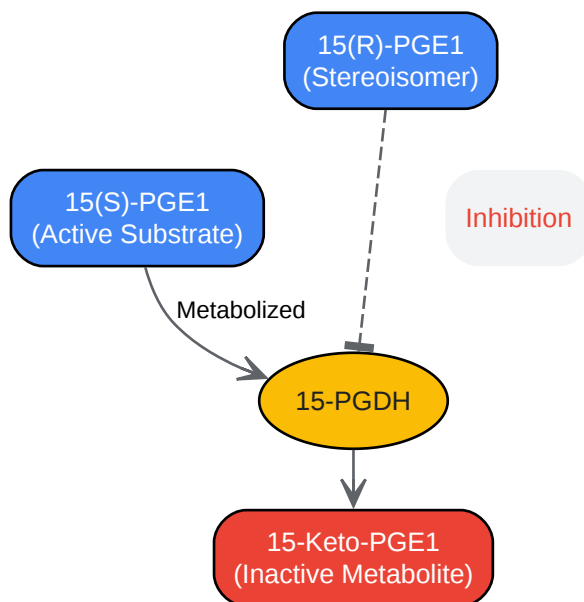 15(R)-PGE1
(Stereoisomer)
15(S)-PGE1
(Active Substrate)
Inhibition
Metabolized
15-PGDH
15-Keto-PGE1
(Inactive Metabolite)